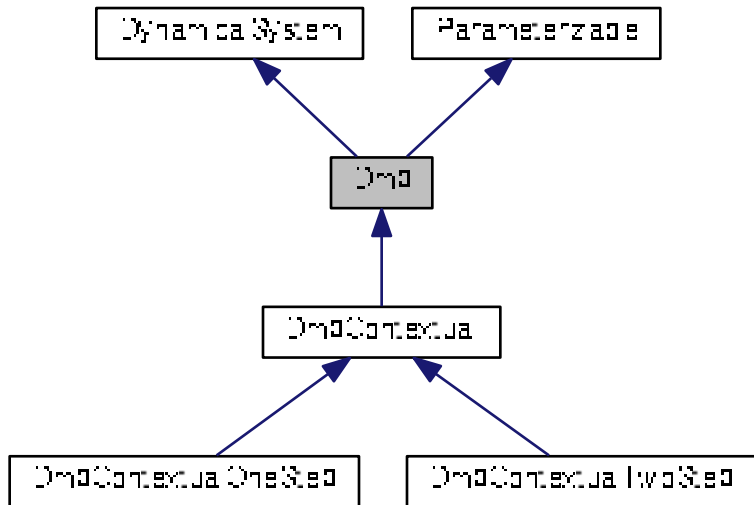 DynamicalSystem
Parameterizable
Dmp
DmpContextual
DmpContextualOneStep
DmpContextualTwoStep